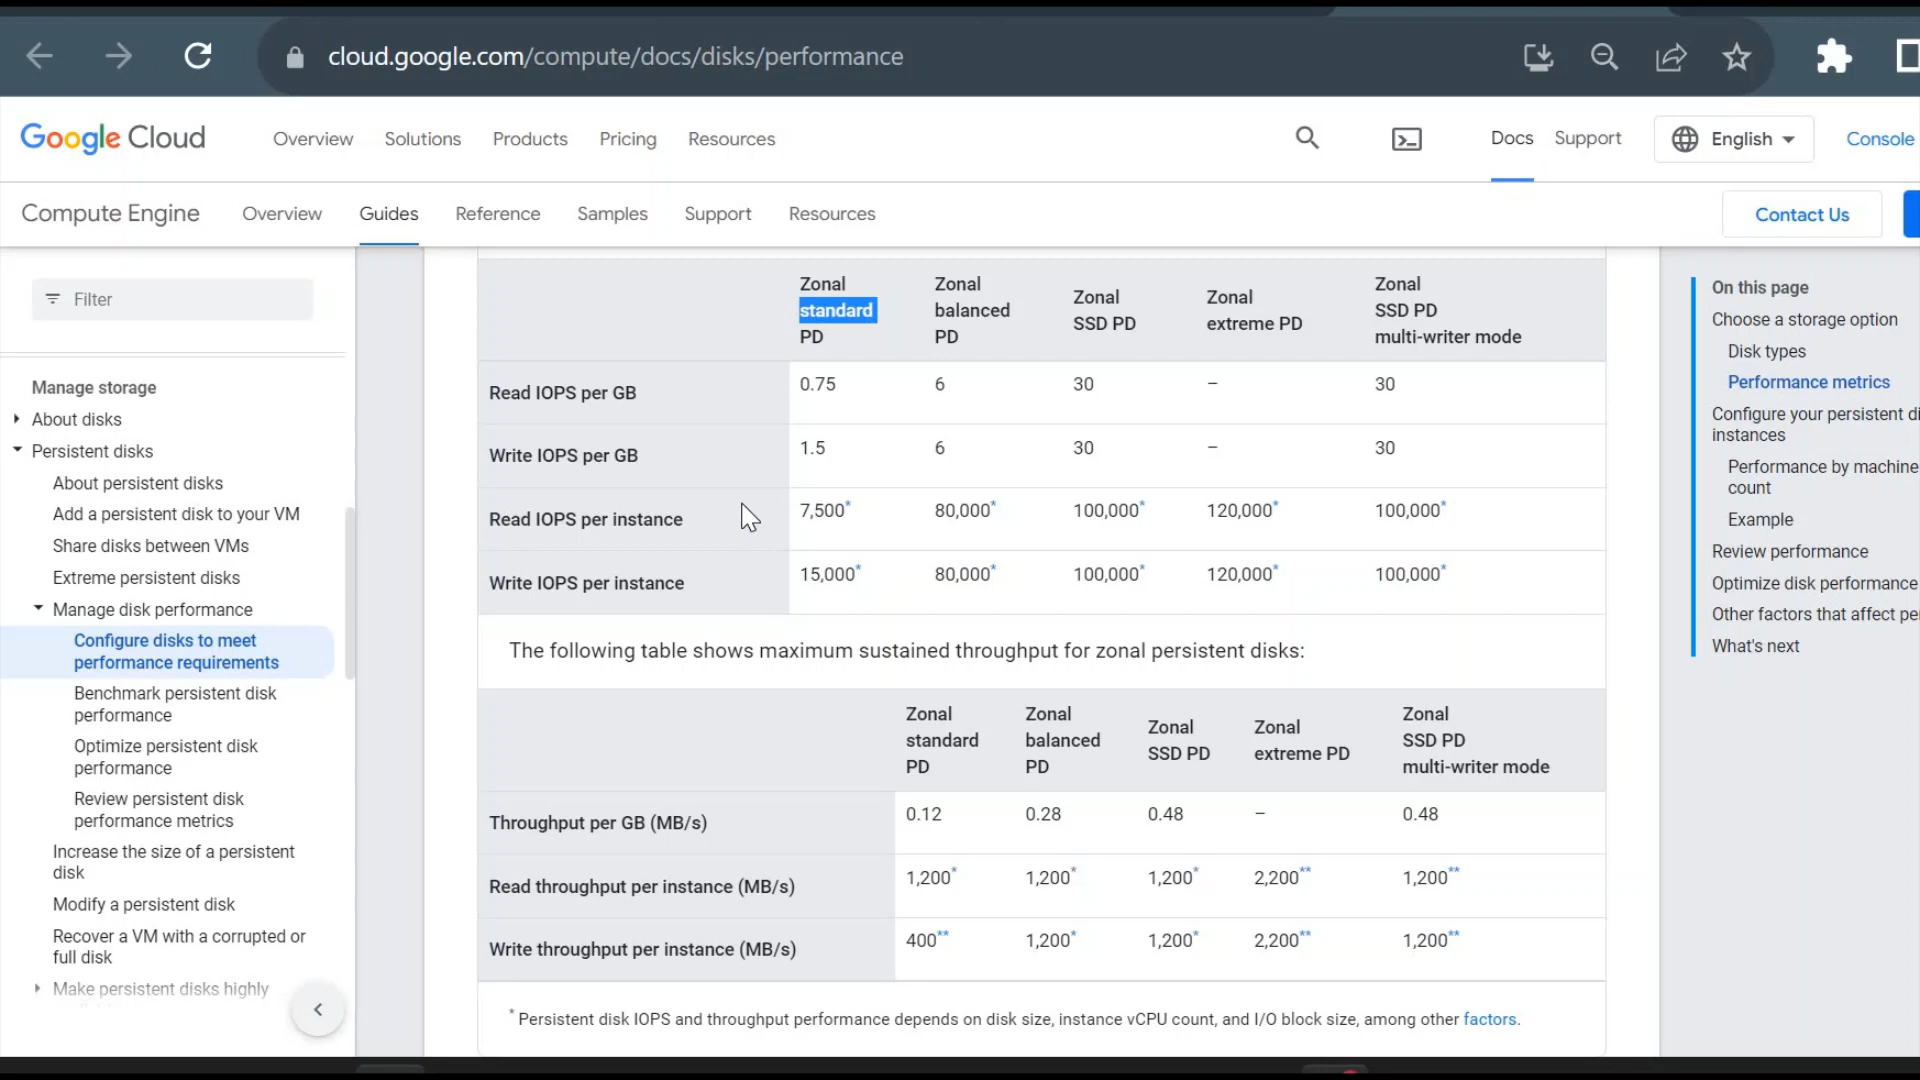 cloud.google.com/compute/docs/disks/performance
Google Cloud
Overview
Solutions
Products
Pricing
Resources
Docs
Support
English
Console
Compute Engine
Overview
Guides
Reference
Samples
Support
Resources
Contact Us
Filter
Manage storage
About disks
Persistent disks
About persistent disks
Add a persistent disk to your VM
Share disks between VMs
Extreme persistent disks
Manage disk performance
Configure disks to meet
performance requirements
Benchmark persistent disk
performance
Optimize persistent disk
performance
Review persistent disk
performance metrics
Increase the size of a persistent
disk
Modify a persistent disk
Recover a VM with a corrupted or
full disk
Make persistent disks highly
Zonal
standard
PD
Zonal
balanced
PD
Zonal
SSD PD
Zonal
extreme PD
Zonal
SSD PD
multi-writer mode
Read IOPS per GB 0.75 6 30 – 30
Write IOPS per GB 1.5 6 30 – 30
Read IOPS per instance 7,500* 80,000* 100,000* 120,000* 100,000*
Write IOPS per instance 15,000* 80,000* 100,000* 120,000* 100,000*
The following table shows maximum sustained throughput for zonal persistent disks:
Zonal
standard
PD
Zonal
balanced
PD
Zonal
SSD PD
Zonal
extreme PD
Zonal
SSD PD
multi-writer mode
Throughput per GB (MB/s) 0.12 0.28 0.48 – 0.48
Read throughput per instance (MB/s) 1,200* 1,200* 1,200* 2,200** 1,200**
Write throughput per instance (MB/s) 400** 1,200* 1,200* 2,200** 1,200**
* Persistent disk IOPS and throughput performance depends on disk size, instance vCPU count, and I/O block size, among other factors.
On this page
Choose a storage option
Disk types
Performance metrics
Configure your persistent
instances
Performance by machine
count
Example
Review performance
Optimize disk performance
Other factors that affect
What's next